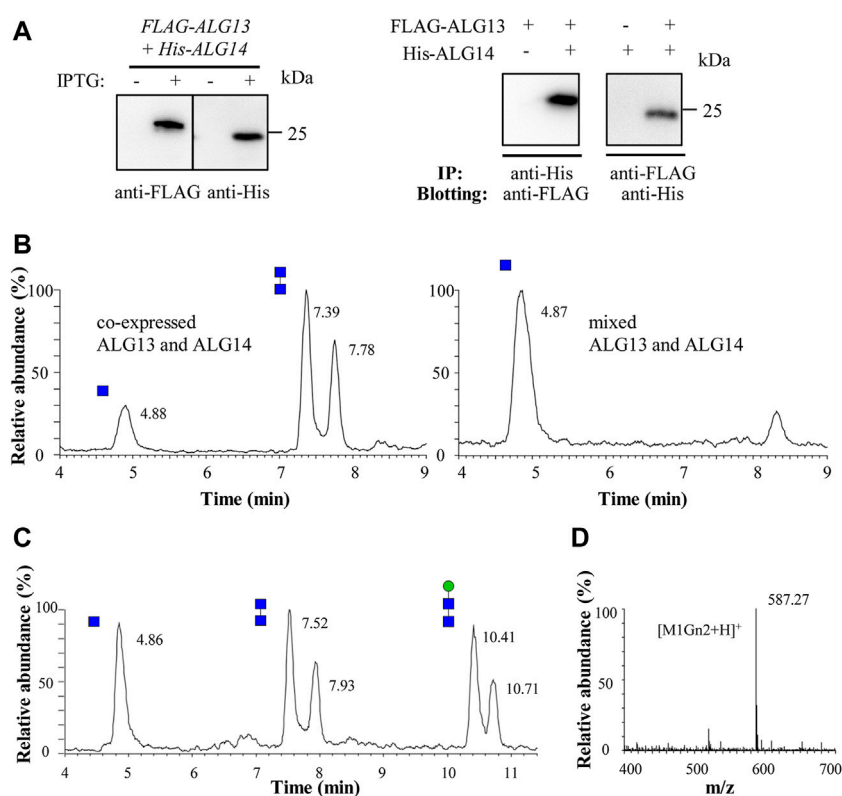 A
FLAG-ALG13
+ His-ALG14
IPTG: - + - + kDa
25
anti-FLAG anti-His
FLAG-ALG13 + + - +
His-ALG14 - + + +
kDa
25
IP: anti-His anti-FLAG
Blotting: anti-FLAG anti-His
B
Relative abundance (%)
100
50
0
co-expressed
ALG13 and ALG14
4.88
7.39
7.78
4 5 6 7 8 9
Time (min)
Relative abundance (%)
100
50
0
mixed
ALG13 and ALG14
4.87
4 5 6 7 8 9
Time (min)
C
Relative abundance (%)
100
50
0
4.86
7.52
7.93
10.41
10.71
4 5 6 7 8 9 10 11
Time (min)
D
Relative abundance (%)
100
50
0
587.27
[M1Gn2+H]+
400 500 600 700
m/z